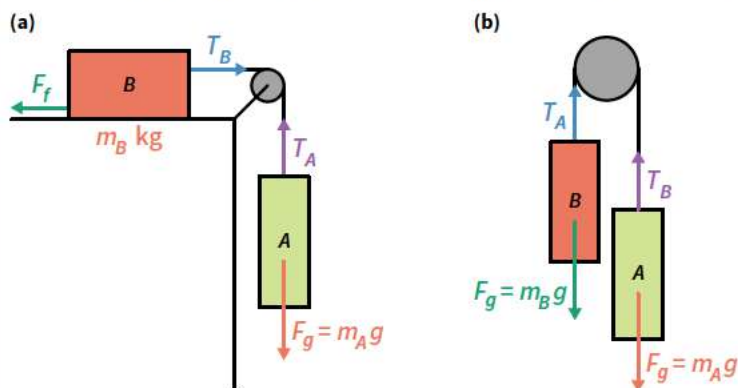 (a)
T_B
B
F_f
m_B kg
T_A
A
F_g = m_A g
(b)
T_A
B
T_B
A
F_g = m_B g
F_g = m_A g